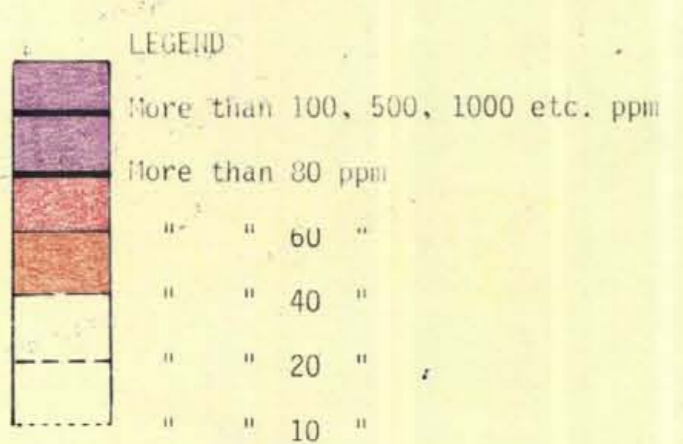 LEGEND
More than 100, 500, 1000 etc. ppm
More than 80 ppm
" " 60 "
" " 40 "
" " 20 "
" " 10 "